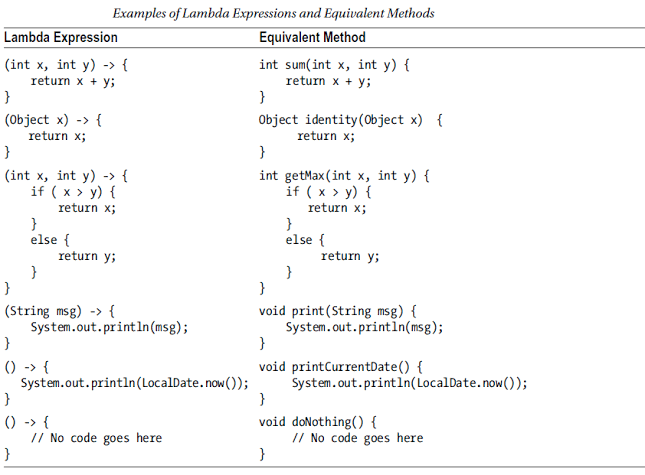 Examples of Lambda Expressions and Equivalent Methods
Lambda Expression Equivalent Method
(int x, int y) -> { int sum(int x, int y) {
return x + y; return x + y;
} }
(Object x) -> { Object identity(Object x) {
return x; return x;
} }
(int x, int y) -> { int getMax(int x, int y) {
if ( x > y) { if ( x > y) {
return x; return x;
} }
else { else {
return y; return y;
} }
} }
(String msg) -> { void print(String msg) {
System.out.println(msg); System.out.println(msg);
} }
() -> { void printCurrentDate() {
System.out.println(LocalDate.now()); System.out.println(LocalDate.now());
} }
() -> { void doNothing() {
// No code goes here // No code goes here
} }